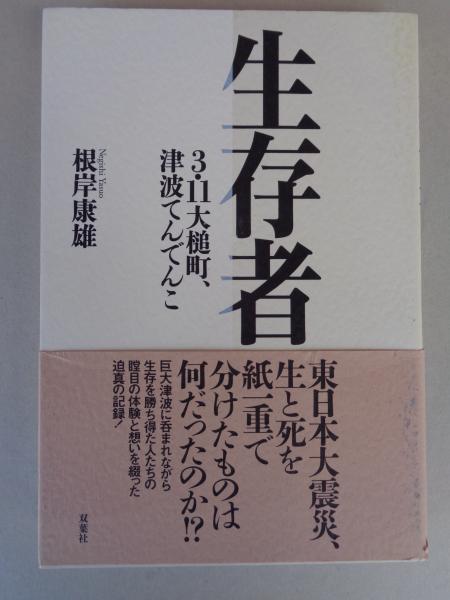 生存者
3・11大槌町、
津波てんでんこ
Negishi Yasuo
根岸康雄
東日本大震災、
生と死を
紙一重で
分けたものは
何だったのか!?
巨大津波に呑まれながら
生存を勝ち得た人たちの
瞠目の体験と想いを綴った
迫真の記録！
双葉社